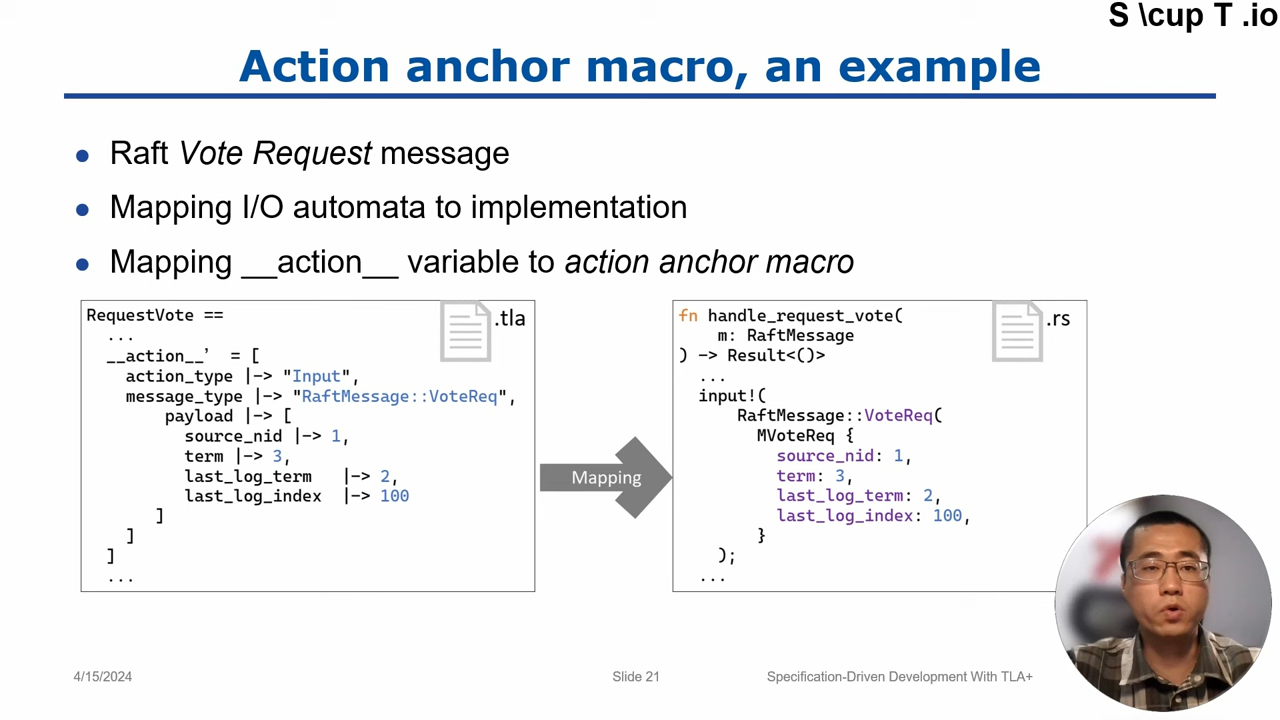 S \cup T .io
Action anchor macro, an example
Raft Vote Request message
Mapping I/O automata to implementation
Mapping __action__ variable to action anchor macro
.tla
RequestVote ==
...
__action__’ = [
action_type |-> "Input",
message_type |-> "RaftMessage::VoteReq",
payload |-> [
source_nid |-> 1,
term |-> 3,
last_log_term |-> 2,
last_log_index |-> 100
]
]
]
...
Mapping
.rs
fn handle_request_vote(
m: RaftMessage
) -> Result<()>
...
input!(
RaftMessage::VoteReq(
MVoteReq {
source_nid: 1,
term: 3,
last_log_term: 2,
last_log_index: 100,
}
);
...
4/15/2024
Slide 21
Specification-Driven Development With TLA+